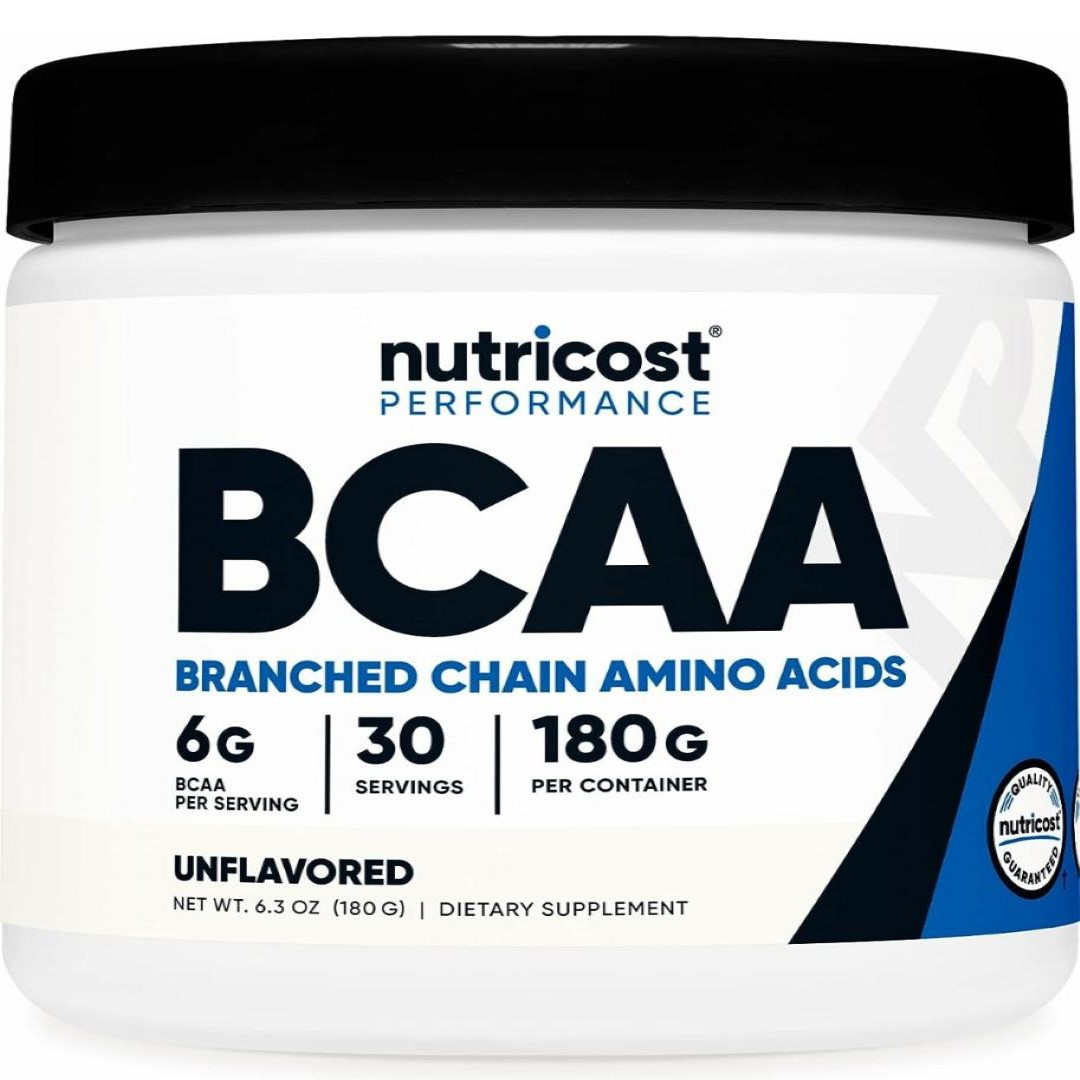 nutricost®
PERFORMANCE
BCAA
BRANCHED CHAIN AMINO ACIDS
6G
BCAA
PER SERVING
30
SERVINGS
180G
PER CONTAINER
UNFLAVORED
NET WT. 6.3 OZ (180 G) | DIETARY SUPPLEMENT
QUALITY
nutricost
GUARANTEED
†